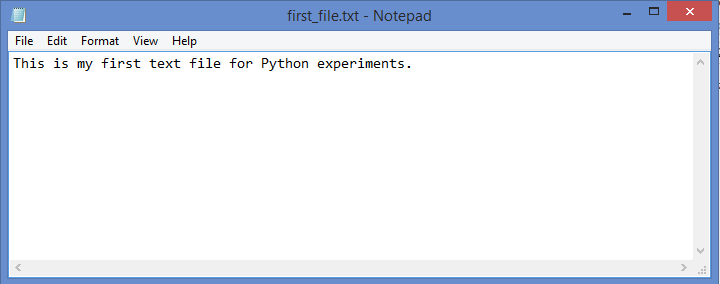 first_file.txt - Notepad
File Edit Format View Help
This is my first text file for Python experiments.